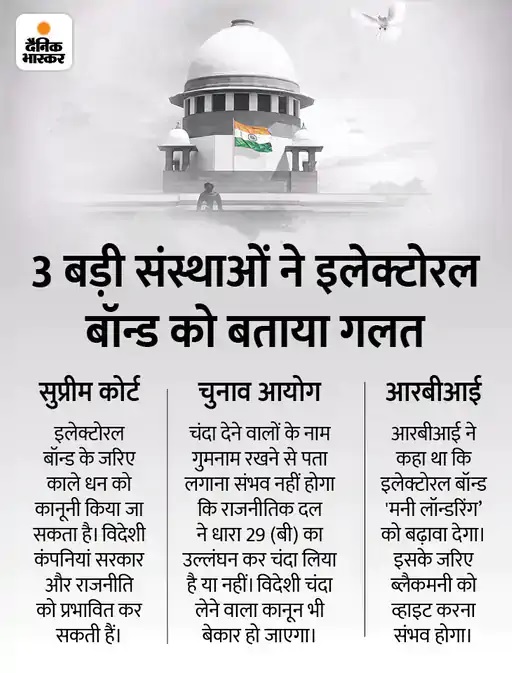 दैनिक
भास्कर
3 बड़ी संस्थाओं ने इलेक्टोरल
बॉन्ड को बताया गलत
सुप्रीम कोर्ट
इलेक्टोरल
बॉन्ड के जरिए
काले धन को
कानूनी किया जा
सकता है। विदेशी
कंपनियां सरकार
और राजनीति
को प्रभावित कर
सकती हैं।
चुनाव आयोग
चंदा देने वालों के नाम
गुमनाम रखने से पता
लगाना संभव नहीं होगा
कि राजनीतिक दल
ने धारा 29 (बी) का
उल्लंघन कर चंदा लिया
है या नहीं। विदेशी चंदा
लेने वाला कानून भी
बेकार हो जाएगा।
आरबीआई
आरबीआई ने
कहा था कि
इलेक्टोरल बॉन्ड
'मनी लॉन्डरिंग’
को बढ़ावा देगा।
इसके जरिए
ब्लैकमनी को
व्हाइट करना
संभव होगा।